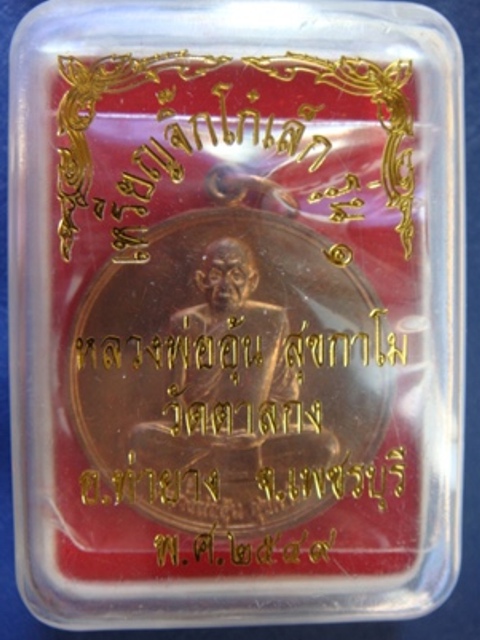 เหรียญจิ๊กโก๋เล็ก รุ่น ๑
หลวงพ่ออุ้น สุขกาโม
วัดตาลกง
อ.ท่ายาง จ.เพชรบุรี
พ.ศ.๒๕๔๙